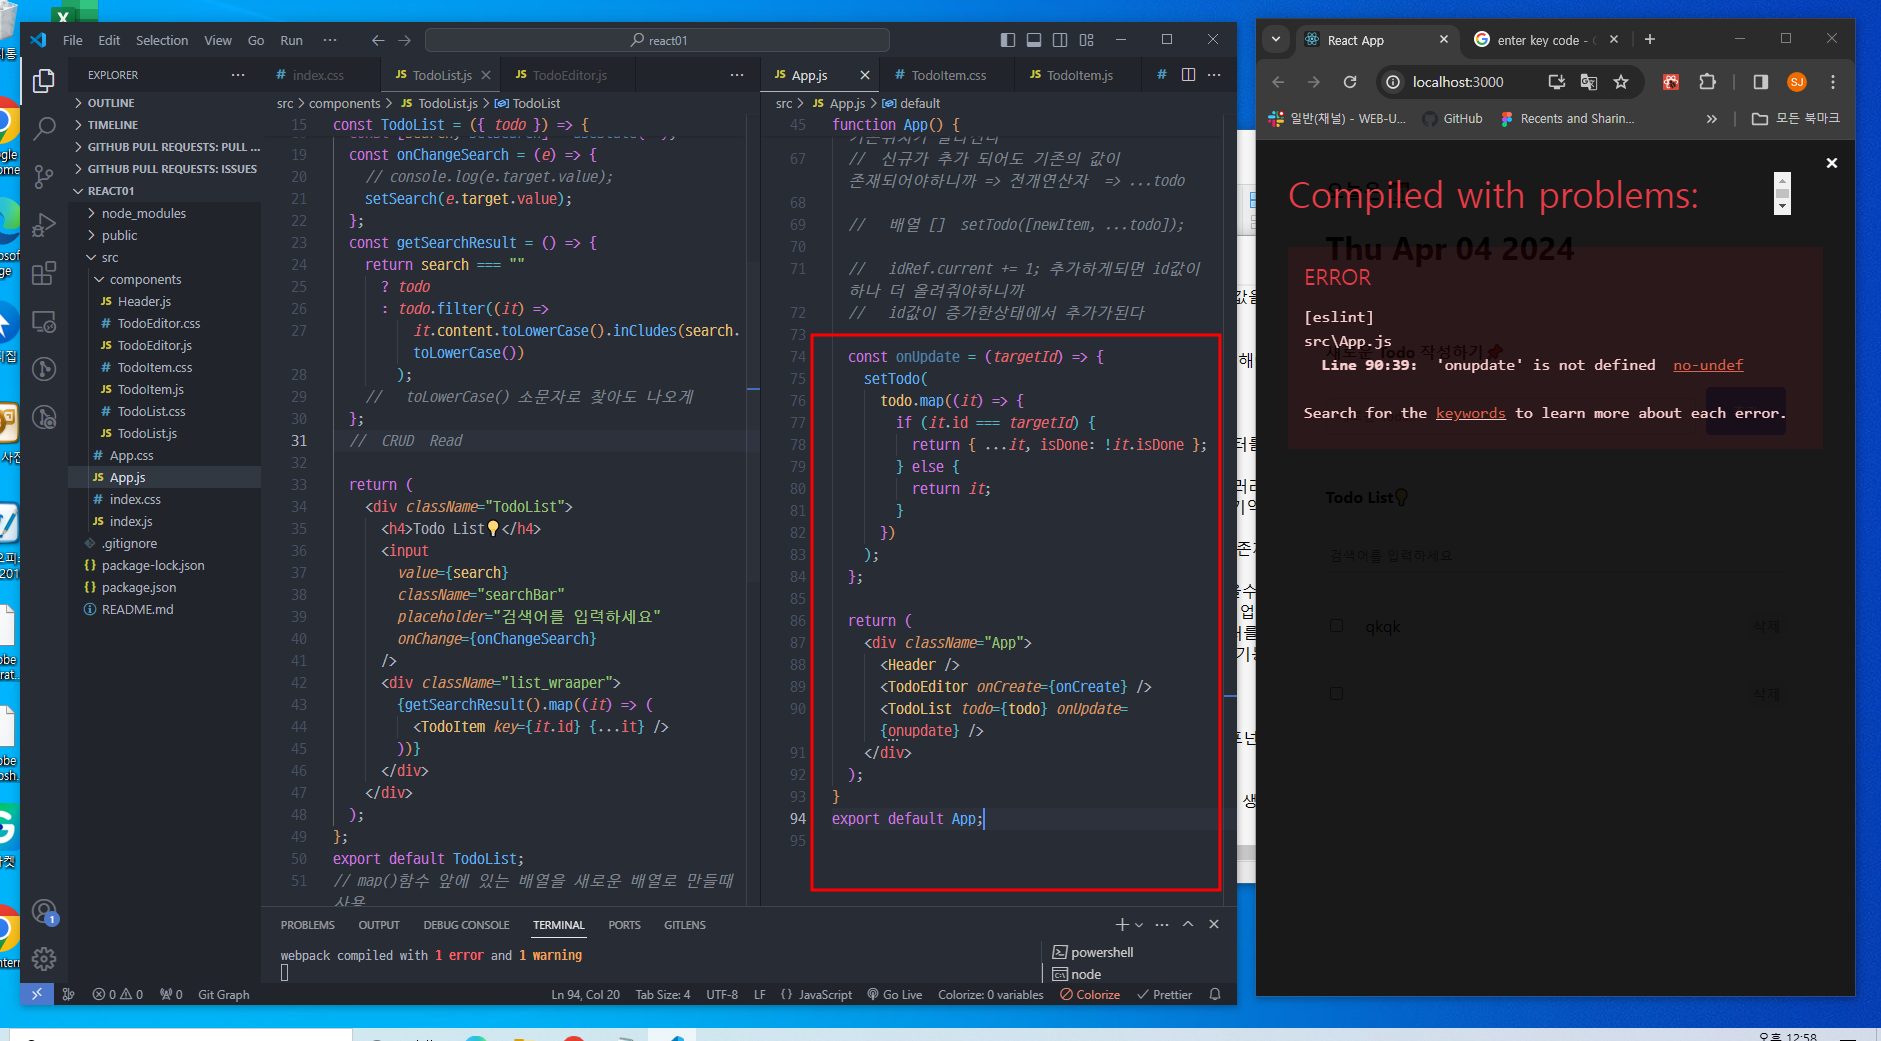 File Edit Selection View Go Run ··· react01
EXPLORER
OUTLINE
TIMELINE
GITHUB PULL REQUESTS: PULL ...
GITHUB PULL REQUESTS: ISSUES
REACT01
node_modules
public
src
components
JS Header.js
# TodoEditor.css
JS TodoEditor.js
# TodoItem.css
JS TodoItem.js
# TodoList.css
JS TodoList.js
# App.css
JS App.js
# index.css
JS index.js
.gitignore
{} package-lock.json
{} package.json
README.md
# index.css JS TodoList.js JS TodoEditor.js
src > components > JS TodoList.js > TodoList
15 const TodoList = ({ todo }) => {
19 const onChangeSearch = (e) => {
20 // console.log(e.target.value);
21 setSearch(e.target.value);
22 };
23 const getSearchResult = () => {
24 return search === ""
25 ? todo
26 : todo.filter((it) =>
27 it.content.toLowerCase().inCludes(search.
toLowerCase())
28 );
29 // toLowerCase() 소문자로 찾아도 나오게
30 };
31 // CRUD Read
32
33 return (
34 <div className="TodoList">
35 <h4>Todo List💡</h4>
36 <input
37 value={search}
38 className="searchBar"
39 placeholder="검색어를 입력하세요"
40 onChange={onChangeSearch}
41 />
42 <div className="list_wraaper">
43 {getSearchResult().map((it) => (
44 <TodoItem key={it.id} {...it} />
45 ))}
46 </div>
47 </div>
48 );
49 };
50 export default TodoList;
51 // map()함수 앞에 있는 배열을 새로운 배열로 만들때
사용
JS App.js # TodoItem.css JS TodoItem.js #
src > JS App.js > default
45 function App() {
67 // 신규가 추가 되어도 기존의 값이
존재되어야하니까 => 전개연산자 => ...todo
68
69 // 배열 [] setTodo([newItem, ...todo]);
70
71 // idRef.current += 1; 추가하게되면 id값이
하나 더 올려줘야하니까
72 // id값이 증가한상태에서 추가가된다
73
74 const onUpdate = (targetId) => {
75 setTodo(
76 todo.map((it) => {
77 if (it.id === targetId) {
78 return { ...it, isDone: !it.isDone };
79 } else {
80 return it;
81 }
82 })
83 );
84 };
85
86 return (
87 <div className="App">
88 <Header />
89 <TodoEditor onCreate={onCreate} />
90 <TodoList todo={todo} onUpdate=
{onupdate} />
91 </div>
92 );
93 }
94 export default App;
95
PROBLEMS OUTPUT DEBUG CONSOLE TERMINAL PORTS GITLENS
webpack compiled with 1 error and 1 warning
powershell
node
0 0 0 Git Graph Ln 94, Col 20 Tab Size: 4 UTF-8 LF {} JavaScript Go Live Colorize: 0 variables Colorize Prettier
React App enter key code -
localhost:3000 SJ
일반(채널) - WEB-U... GitHub Recents and Sharin... » 모든 북마크
Compiled with problems:
Thu Apr 04 2024
ERROR
[eslint]
src\App.js
새로운 Todo 작성하기📌
Line 90:39: 'onupdate' is not defined no-undef
Search for the keywords to learn more about each error.
Todo List💡
검색어를 입력하세요
qkqk 삭제
삭제
오후 12:58